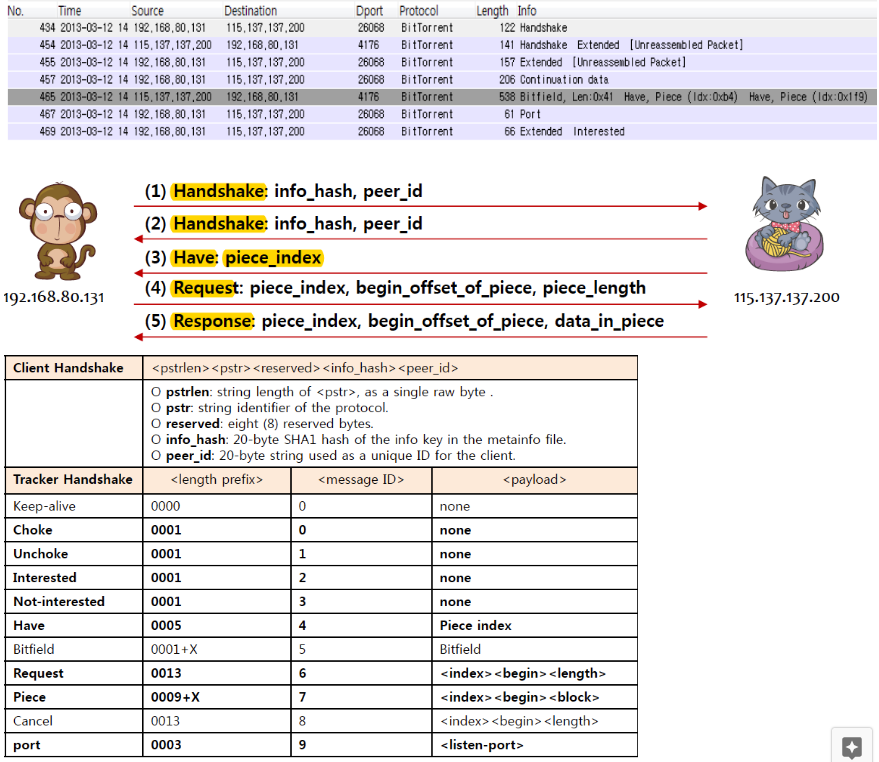 No. Time Source Destination Dport Protocol Length Info
434 2013-03-12 14 192,168,80,131 115,137,137,200 26068 BitTorrent 122 Handshake
454 2013-03-12 14 115,137,137,200 192,168,80,131 4176 BitTorrent 141 Handshake Extended [Unreassembled Packet]
455 2013-03-12 14 192,168,80,131 115,137,137,200 26068 BitTorrent 157 Extended [Unreassembled Packet]
457 2013-03-12 14 192,168,80,131 115,137,137,200 26068 BitTorrent 206 Continuation data
465 2013-03-12 14 115,137,137,200 192,168,80,131 4176 BitTorrent 538 Bitfield, Len:0x41 Have, Piece (Idx:0xb4) Have, Piece (Idx:0x1f9)
467 2013-03-12 14 192,168,80,131 115,137,137,200 26068 BitTorrent 61 Port
469 2013-03-12 14 192,168,80,131 115,137,137,200 26068 BitTorrent 66 Extended Interested
(1) Handshake: info_hash, peer_id
(2) Handshake: info_hash, peer_id
(3) Have: piece_index
(4) Request: piece_index, begin_offset_of_piece, piece_length
(5) Response: piece_index, begin_offset_of_piece, data_in_piece
192.168.80.131
115.137.137.200
Client Handshake <pstrlen><pstr><reserved><info_hash><peer_id>
O pstrlen: string length of <pstr>, as a single raw byte .
O pstr: string identifier of the protocol.
O reserved: eight (8) reserved bytes.
O info_hash: 20-byte SHA1 hash of the info key in the metainfo file.
O peer_id: 20-byte string used as a unique ID for the client.
Tracker Handshake <length prefix> <message ID> <payload>
Keep-alive 0000 0 none
Choke 0001 0 none
Unchoke 0001 1 none
Interested 0001 2 none
Not-interested 0001 3 none
Have 0005 4 Piece index
Bitfield 0001+X 5 Bitfield
Request 0013 6 <index><begin><length>
Piece 0009+X 7 <index><begin><block>
Cancel 0013 8 <index><begin><length>
port 0003 9 <listen-port>